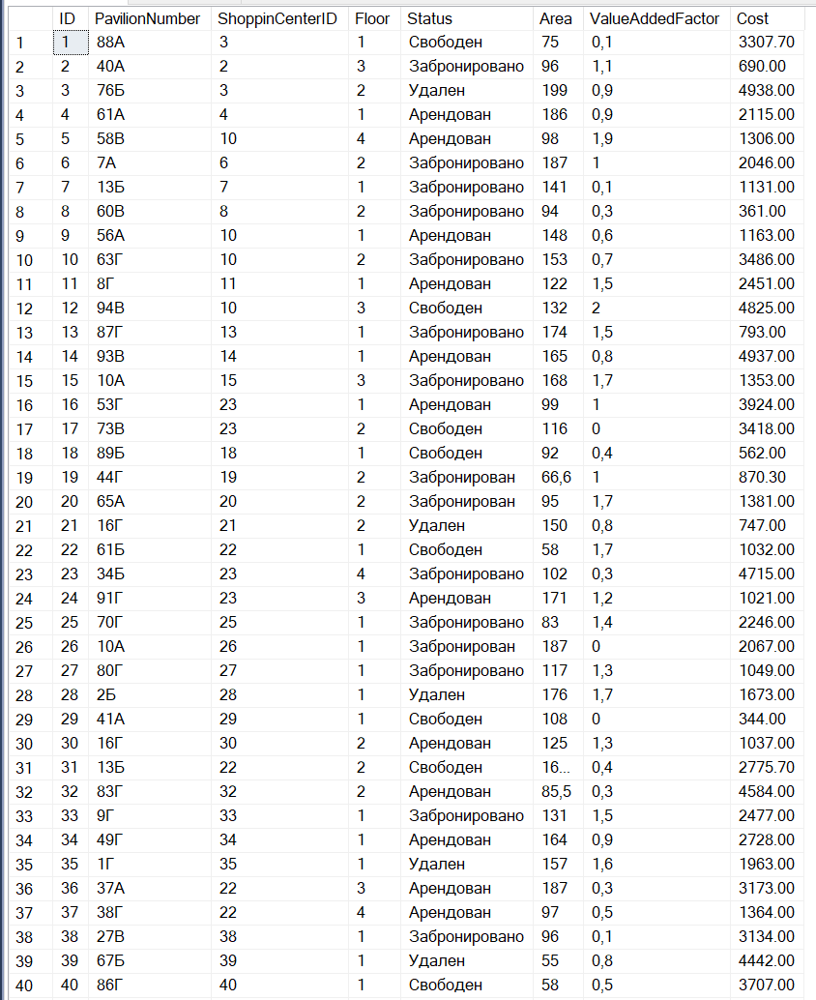 ID PavilionNumber ShoppinCenterID Floor Status Area ValueAddedFactor Cost
1 1 88А 3 1 Свободен 75 0,1 3307.70
2 2 40А 2 3 Забронировано 96 1,1 690.00
3 3 76Б 3 2 Удален 199 0,9 4938.00
4 4 61А 4 1 Арендован 186 0,9 2115.00
5 5 58В 10 4 Арендован 98 1,9 1306.00
6 6 7А 6 2 Забронировано 187 1 2046.00
7 7 13Б 7 1 Забронировано 141 0,1 1131.00
8 8 60В 8 2 Забронировано 94 0,3 361.00
9 9 56А 10 1 Арендован 148 0,6 1163.00
10 10 63Г 10 2 Забронировано 153 0,7 3486.00
11 11 8Г 11 1 Арендован 122 1,5 2451.00
12 12 94В 10 3 Свободен 132 2 4825.00
13 13 87Г 13 1 Забронировано 174 1,5 793.00
14 14 93В 14 1 Арендован 165 0,8 4937.00
15 15 10А 15 3 Забронировано 168 1,7 1353.00
16 16 53Г 23 1 Арендован 99 1 3924.00
17 17 73В 23 2 Свободен 116 0 3418.00
18 18 89Б 18 1 Свободен 92 0,4 562.00
19 19 44Г 19 2 Забронирован 66,6 1 870.30
20 20 65А 20 2 Забронирован 95 1,7 1381.00
21 21 16Г 21 2 Удален 150 0,8 747.00
22 22 61Б 22 1 Свободен 58 1,7 1032.00
23 23 34Б 23 4 Забронировано 102 0,3 4715.00
24 24 91Г 23 3 Арендован 171 1,2 1021.00
25 25 70Г 25 1 Забронировано 83 1,4 2246.00
26 26 10А 26 1 Забронирован 187 0 2067.00
27 27 80Г 27 1 Забронировано 117 1,3 1049.00
28 28 2Б 28 1 Удален 176 1,7 1673.00
29 29 41А 29 1 Свободен 108 0 344.00
30 30 16Г 30 2 Арендован 125 1,3 1037.00
31 31 13Б 22 2 Свободен 16... 0,4 2775.70
32 32 83Г 32 2 Арендован 85,5 0,3 4584.00
33 33 9Г 33 1 Забронировано 131 1,5 2477.00
34 34 49Г 34 1 Арендован 164 0,9 2728.00
35 35 1Г 35 1 Удален 157 1,6 1963.00
36 36 37А 22 3 Арендован 187 0,3 3173.00
37 37 38Г 22 4 Арендован 97 0,5 1364.00
38 38 27В 38 1 Забронировано 96 0,1 3134.00
39 39 67Б 39 1 Удален 55 0,8 4442.00
40 40 86Г 40 1 Свободен 58 0,5 3707.00